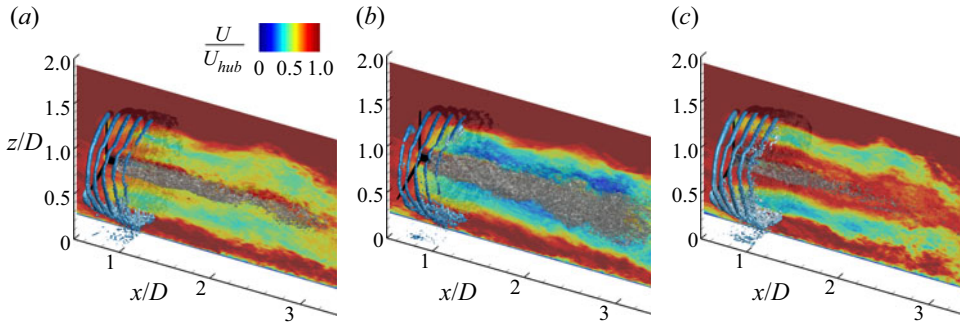 (a) (b) (c)
U
U_hub 0 0.5 1.0
2.0 2.0 2.0
1.5 1.5 1.5
z/D 1.0 1.0 1.0
0.5 0.5 0.5
0 0 0
1 1 1
x/D 2 x/D 2 x/D 2
3 3 3